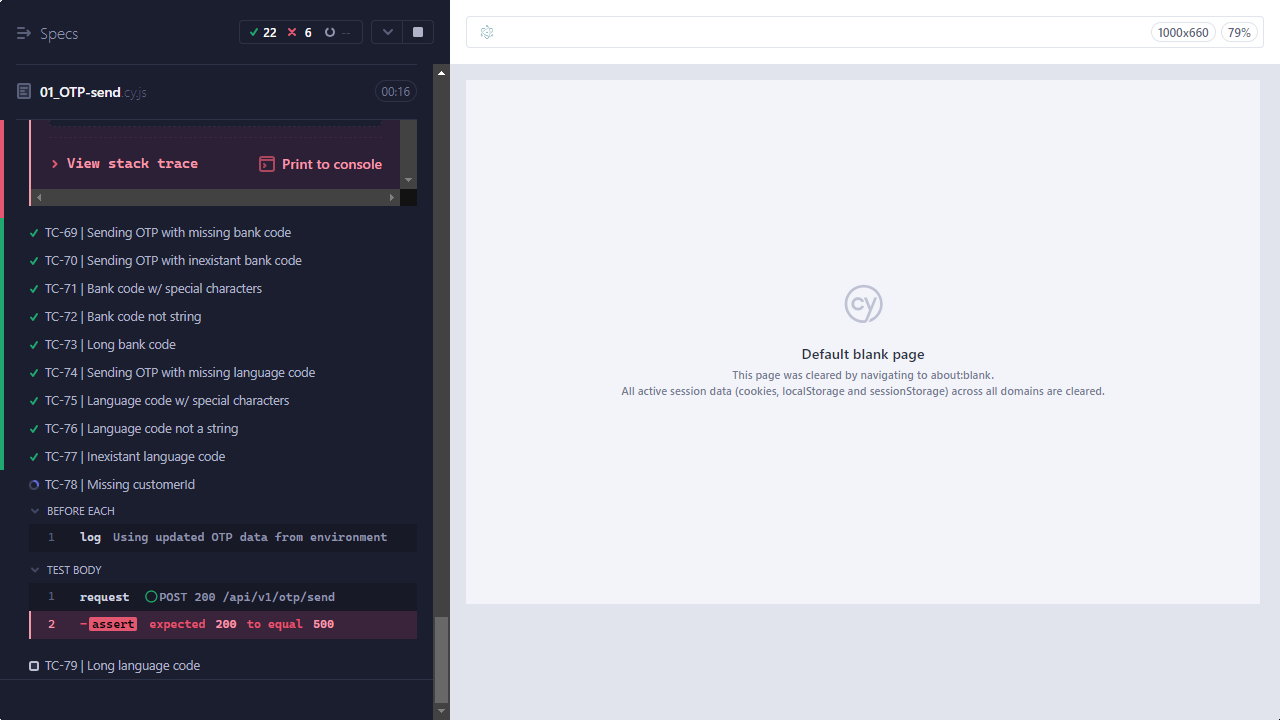 Specs
22
6
--
01_OTP-send.cy.js
00:16
View stack trace
Print to console
TC-69 | Sending OTP with missing bank code
TC-70 | Sending OTP with inexistant bank code
TC-71 | Bank code w/ special characters
TC-72 | Bank code not string
TC-73 | Long bank code
TC-74 | Sending OTP with missing language code
TC-75 | Language code w/ special characters
TC-76 | Language code not a string
TC-77 | Inexistant language code
TC-78 | Missing customerId
BEFORE EACH
1 log Using updated OTP data from environment
TEST BODY
1 request POST 200 /api/v1/otp/send
2 -assert expected 200 to equal 500
TC-79 | Long language code
1000x660
79%
cy
Default blank page
This page was cleared by navigating to about:blank.
All active session data (cookies, localStorage and sessionStorage) across all domains are cleared.